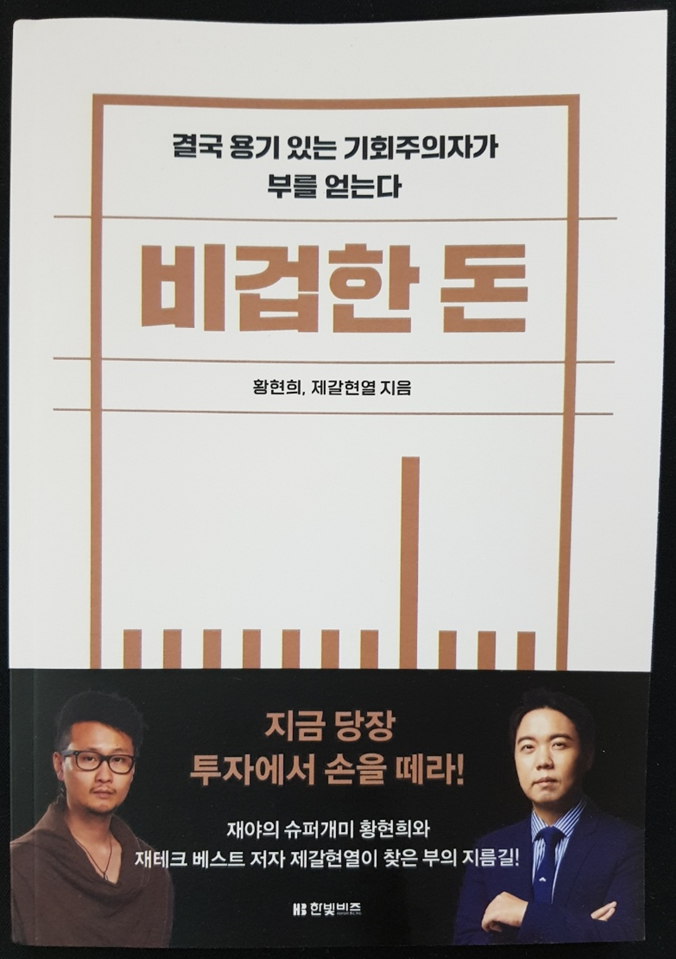 결국 용기 있는 기회주의자가
부를 얻는다
비겁한 돈
황현희, 제갈현열 지음
지금 당장
투자에서 손을 떼라!
재야의 슈퍼개미 황현희와
재테크 베스트 저자 제갈현열이 찾은 부의 지름길!
HB 한빛비즈